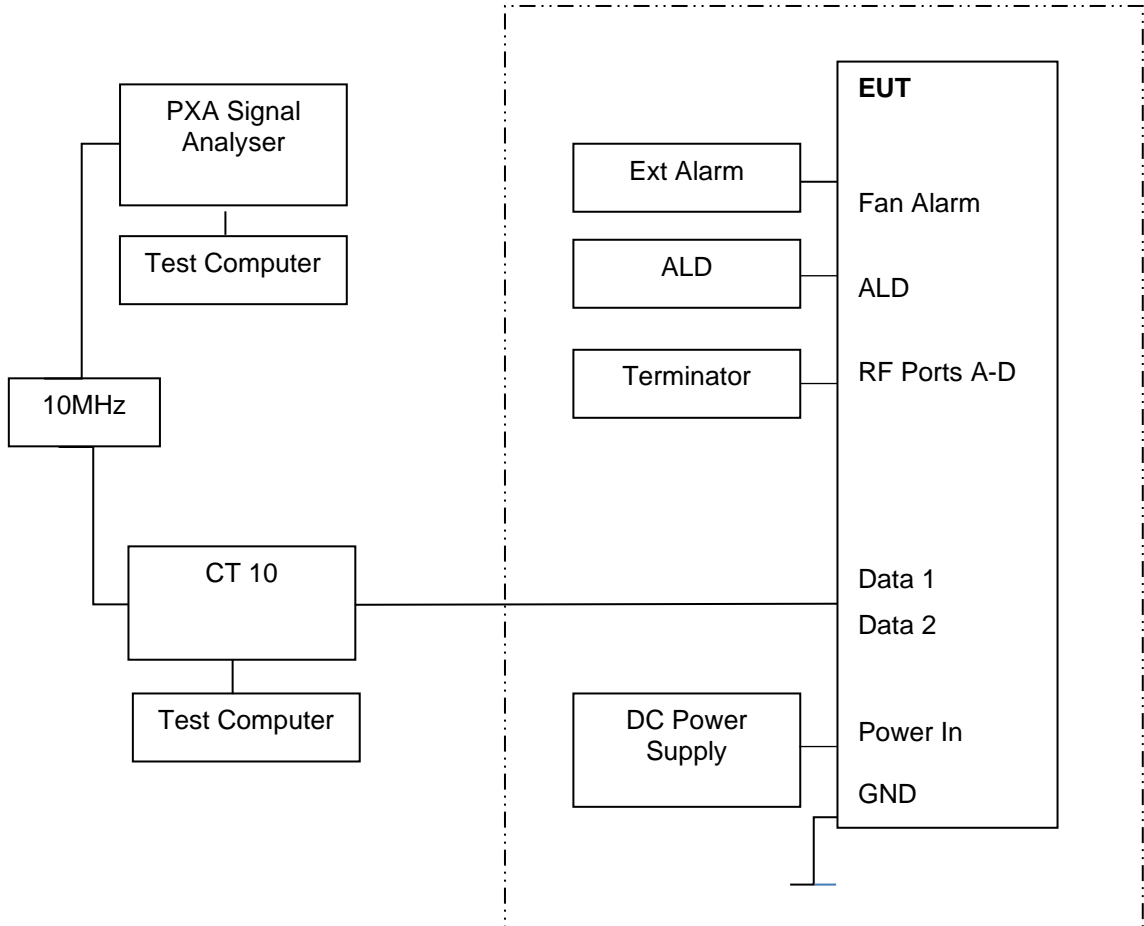 PXA Signal
Analyser
Test Computer
10MHz
CT 10
Test Computer
EUT
Ext Alarm
Fan Alarm
ALD
ALD
Terminator
RF Ports A-D
Data 1
Data 2
DC Power
Supply
Power In
GND